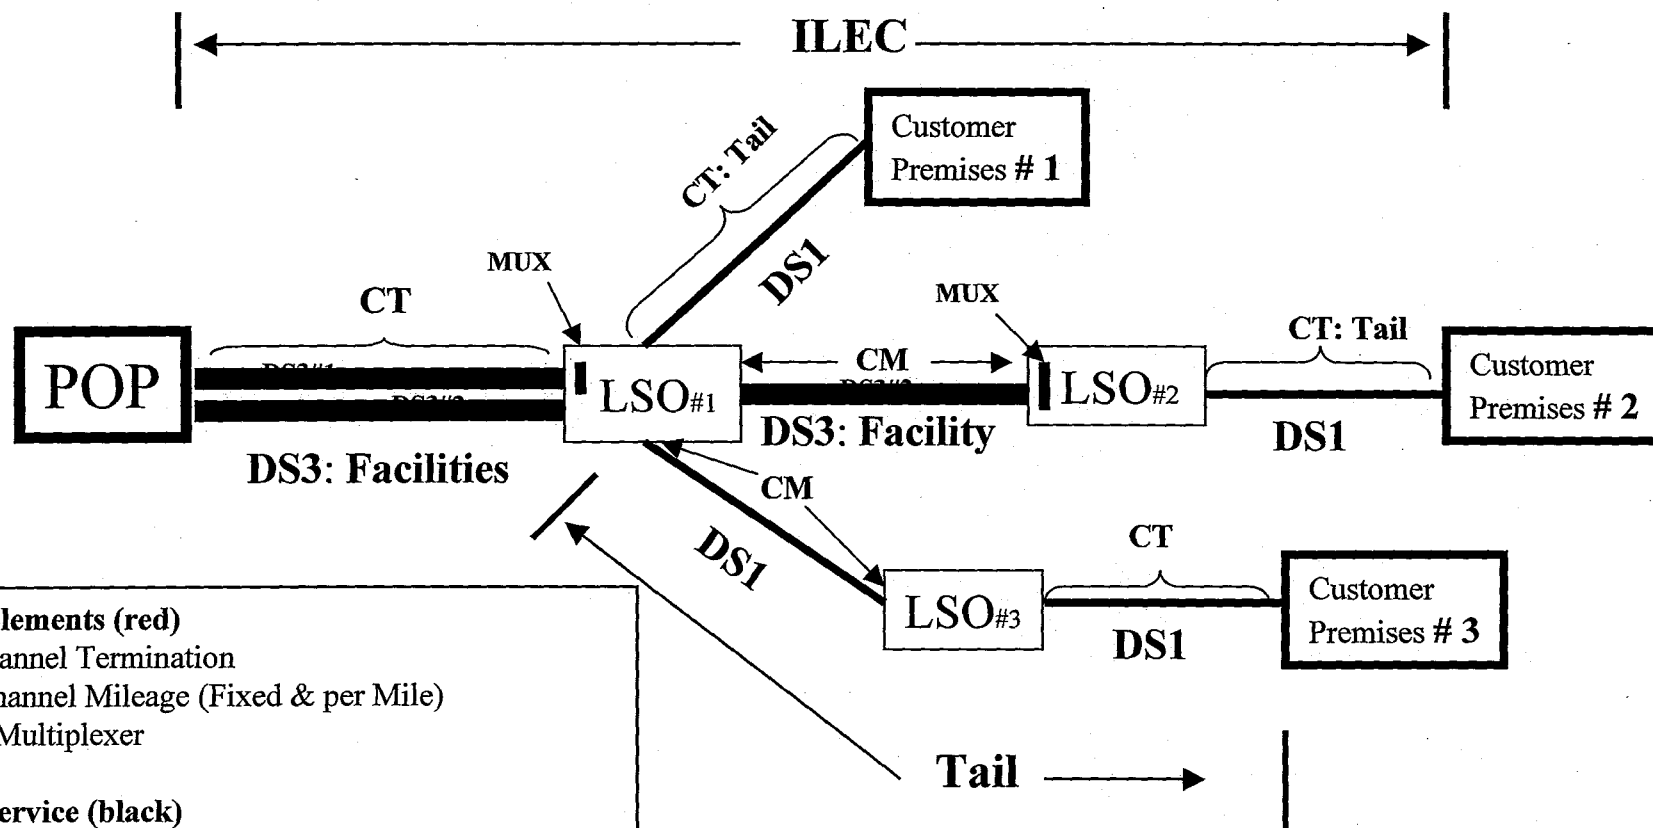 ILEC
Customer
Premises # 1
CT: Tail
DS1
MUX
CT
MUX
CT: Tail
POP
LSO#1
CM
LSO#2
Customer
Premises # 2
DS3: Facilities
DS3: Facility
DS1
CM
DS1
CT
LSO#3
Customer
Premises # 3
DS1
Tail
lements (red)
annel Termination
hannel Mileage (Fixed & per Mile)
Multiplexer
ervice (black)